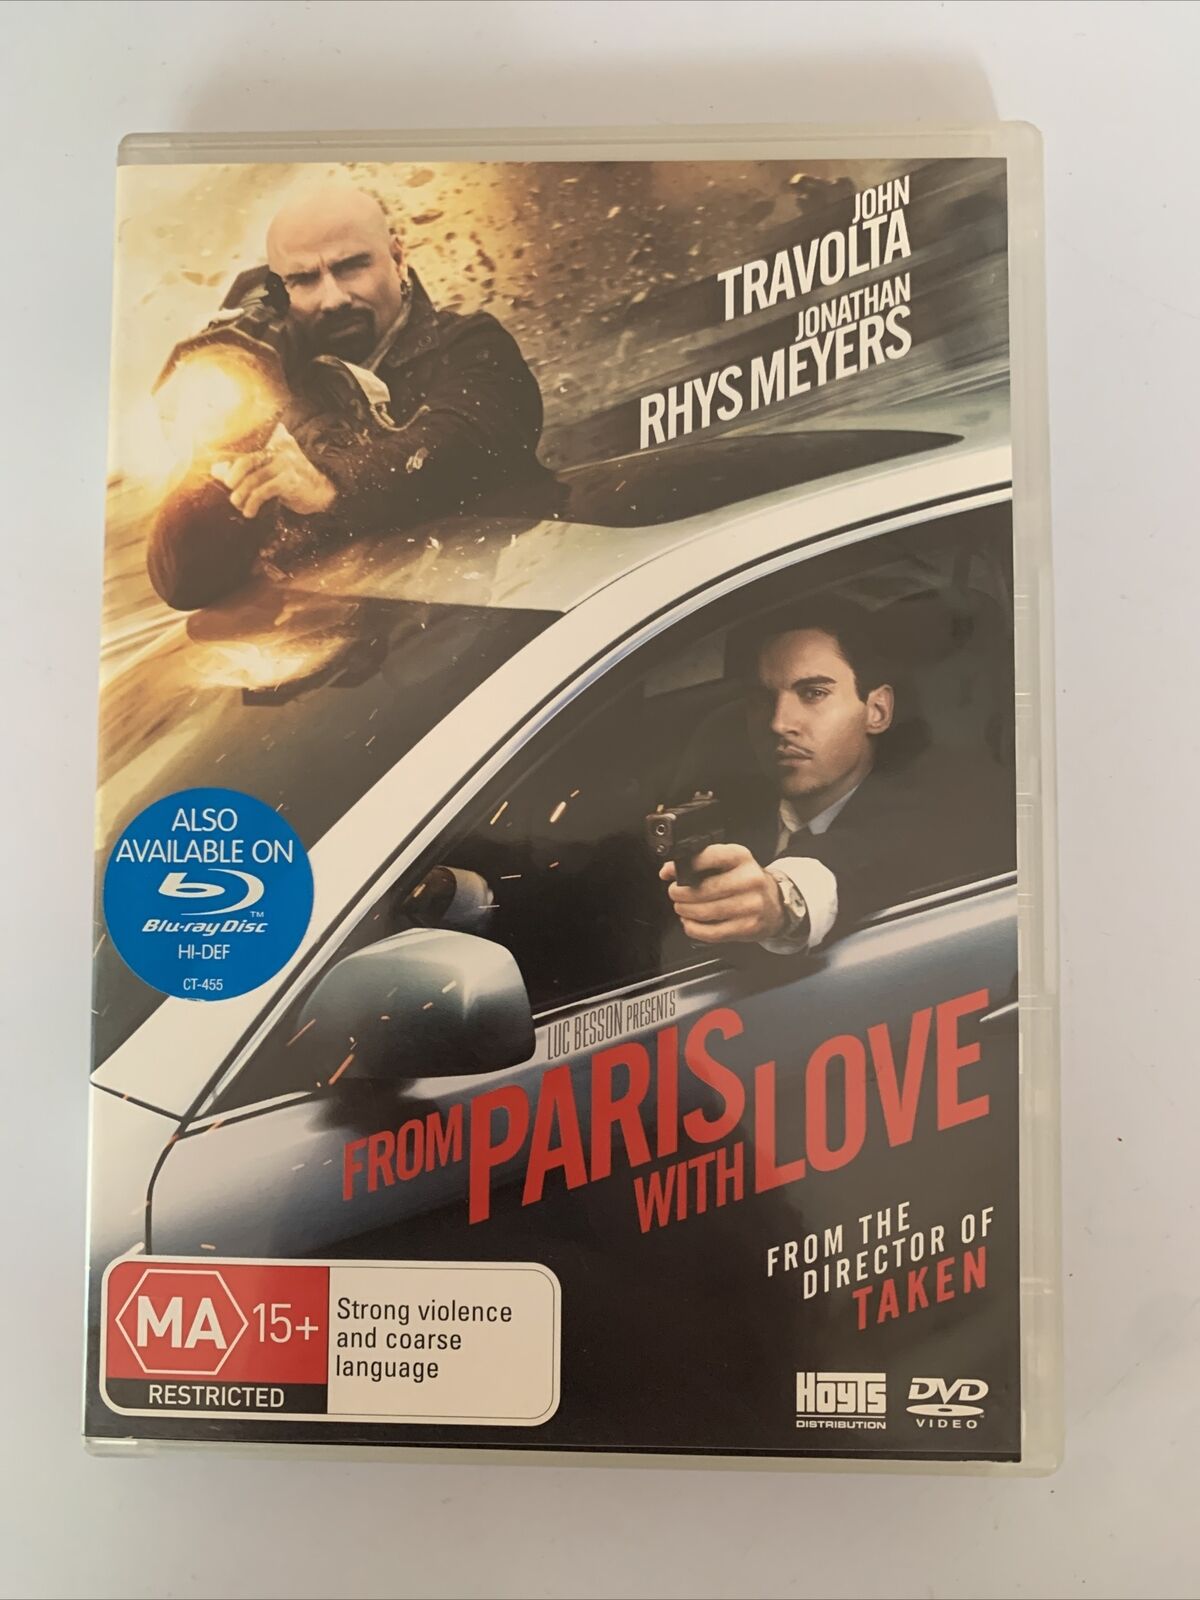 JOHN
TRAVOLTA
JONATHAN
RHYS MEYERS
ALSO
AVAILABLE ON
Blu-ray Disc™
HI-DEF
CT-455
LUC BESSON PRESENTS
FROM PARIS
WITH LOVE
FROM THE
DIRECTOR OF
TAKEN
MA 15+
RESTRICTED
Strong violence
and coarse
language
HOYTS
DISTRIBUTION
DVD
VIDEO